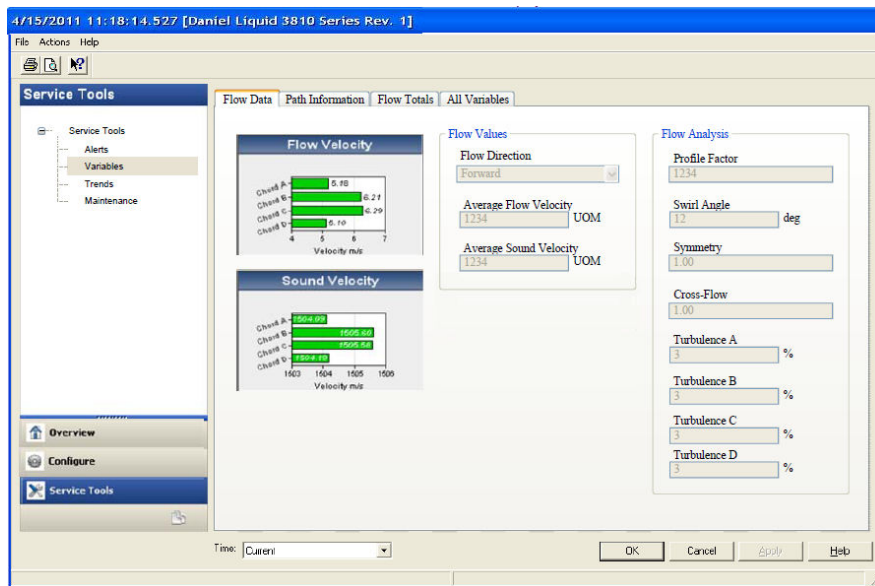 4/15/2011 11:18:14.527 [Daniel Liquid 3810 Series Rev. 1]
File Actions Help
Service Tools
Service Tools
Alerts
Variables
Trends
Maintenance
Overview
Configure
Service Tools
Flow Data Path Information Flow Totals All Variables
Flow Velocity
Chord A 5.18
Chord B 6.21
Chord C 6.29
Chord D 5.10
4 5 6 7
Velocity m/s
Sound Velocity
Chord A 1504.09
Chord B 1505.60
Chord C 1505.58
Chord D 1504.10
1503 1504 1505 1506
Velocity m/s
Flow Values
Flow Direction
Forward
Average Flow Velocity
1234 UOM
Average Sound Velocity
1234 UOM
Flow Analysis
Profile Factor
1234
Swirl Angle
12 deg
Symmetry
1.00
Cross-Flow
1.00
Turbulence A
3 %
Turbulence B
3 %
Turbulence C
3 %
Turbulence D
3 %
Time: Current
OK Cancel Apply Help